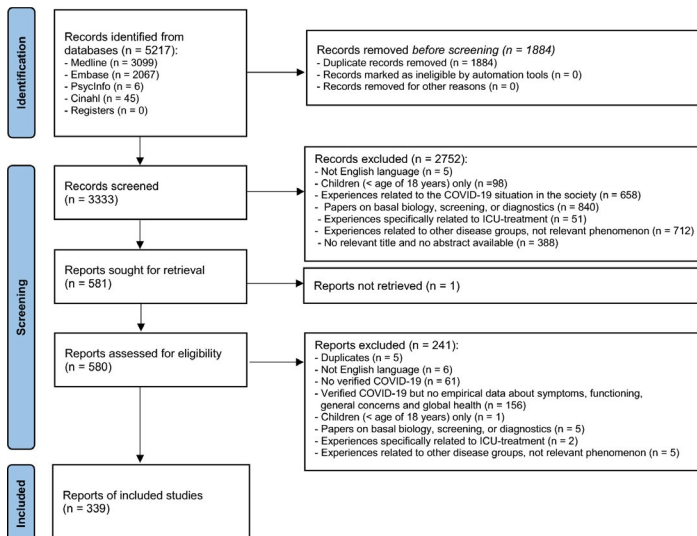 Identification
Records identified from
databases (n = 5217):
- Medline (n = 3099)
- Embase (n = 2067)
- PsycInfo (n = 6)
- Cinahl (n = 45)
- Registers (n = 0)
Records removed before screening (n = 1884)
- Duplicate records removed (n = 1884)
- Records marked as ineligible by automation tools (n = 0)
- Records removed for other reasons (n = 0)
Screening
Records screened
(n = 3333)
Records excluded (n = 2752):
- Not English language (n = 5)
- Children (< age of 18 years) only (n =98)
- Experiences related to the COVID-19 situation in the society (n = 658)
- Papers on basal biology, screening, or diagnostics (n = 840)
- Experiences specifically related to ICU-treatment (n = 51)
- Experiences related to other disease groups, not relevant phenomenon (n = 712)
- No relevant title and no abstract available (n = 388)
Reports sought for retrieval
(n = 581)
Reports not retrieved (n = 1)
Reports assessed for eligibility
(n = 580)
Reports excluded (n = 241):
- Duplicates (n = 5)
- Not English language (n = 6)
- No verified COVID-19 (n = 61)
- Verified COVID-19 but no empirical data about symptoms, functioning,
general concerns and global health (n = 156)
- Children (< age of 18 years) only (n = 1)
- Papers on basal biology, screening, or diagnostics (n = 5)
- Experiences specifically related to ICU-treatment (n = 2)
- Experiences related to other disease groups, not relevant phenomenon (n = 5)
Included
Reports of included studies
(n = 339)